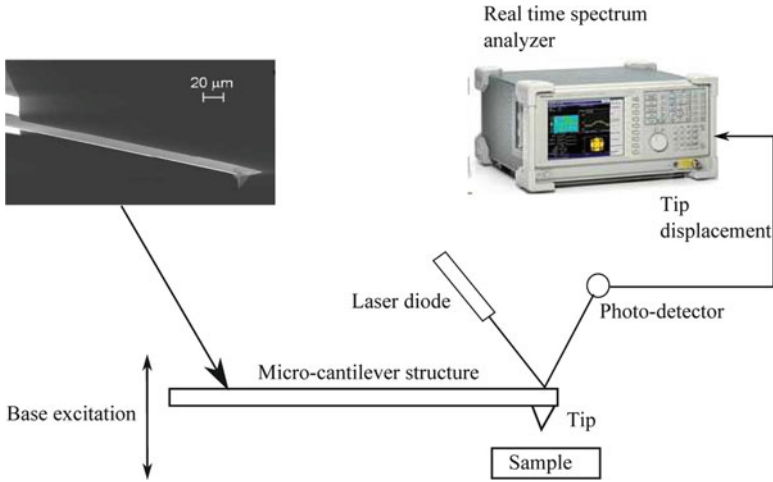 Real time spectrum
analyzer
20 μm
Tip
displacement
Laser diode
Photo-detector
Micro-cantilever structure
Base excitation
Tip
Sample